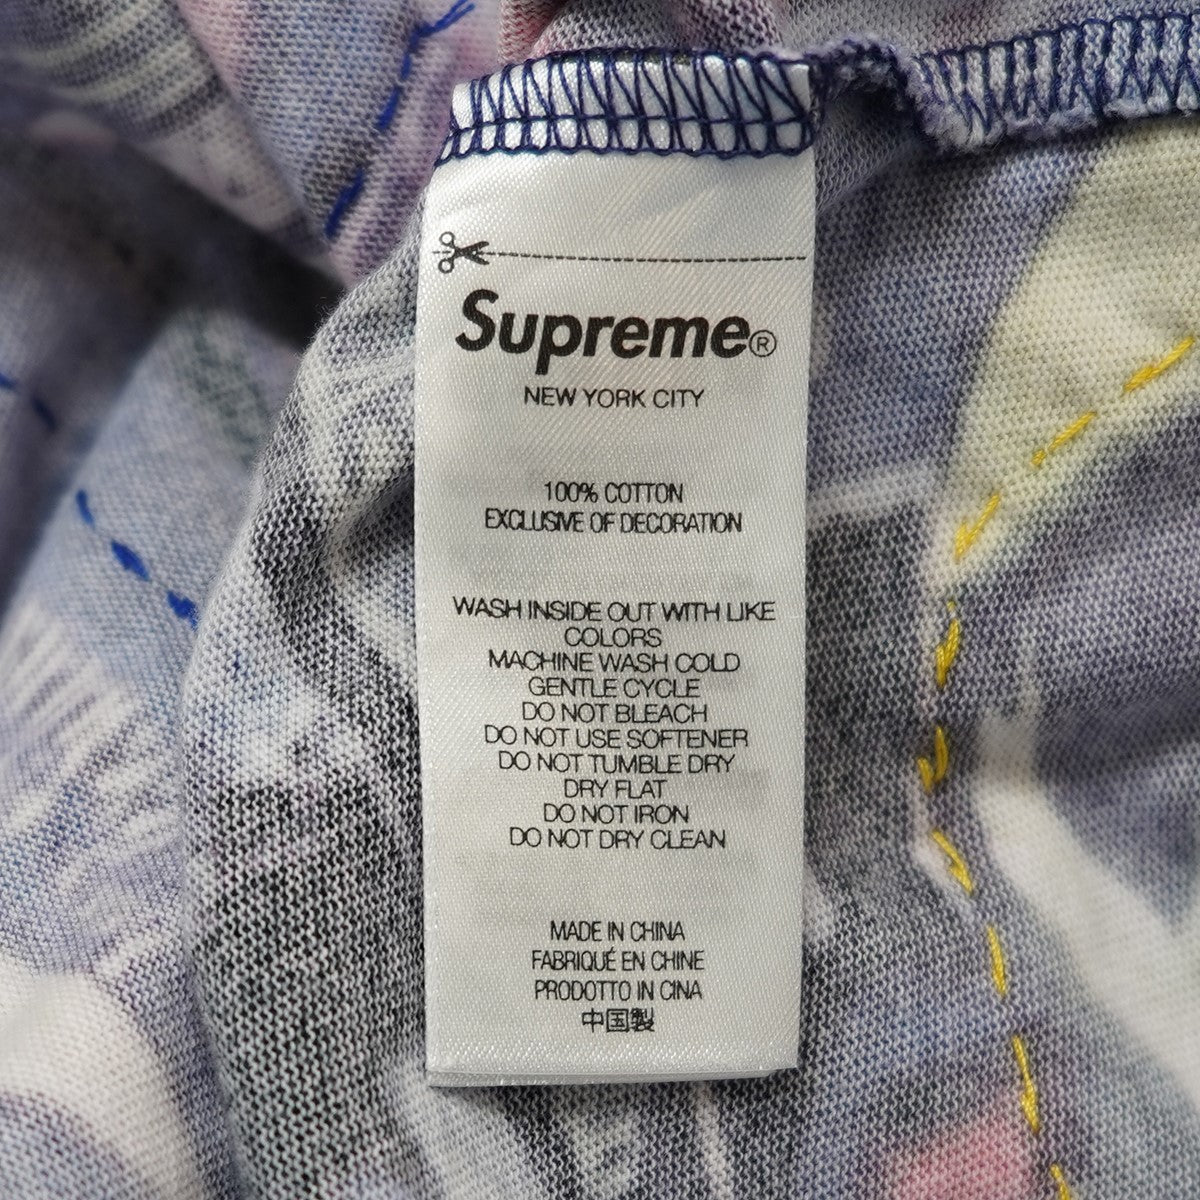 Supreme®
NEW YORK CITY
100% COTTON
EXCLUSIVE OF DECORATION
WASH INSIDE OUT WITH LIKE
COLORS
MACHINE WASH COLD
GENTLE CYCLE
DO NOT BLEACH
DO NOT USE SOFTENER
DO NOT TUMBLE DRY
DRY FLAT
DO NOT IRON
DO NOT DRY CLEAN
MADE IN CHINA
FABRIQUÉ EN CHINE
PRODOTTO IN CINA
中国製